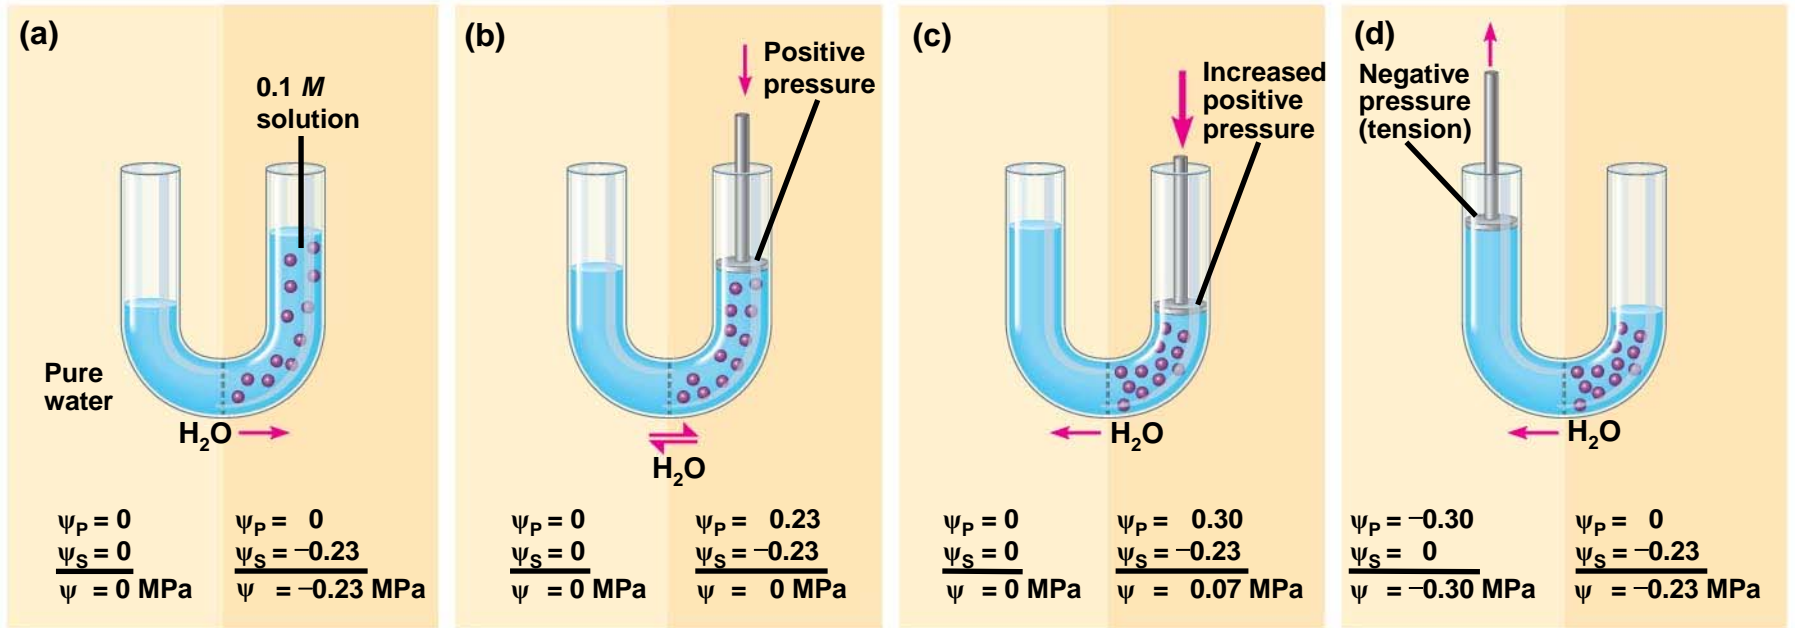 (a)
0.1 M
solution
Pure
water
H₂O
ψP = 0
ψS = 0
ψ = 0 MPa
ψP = 0
ψS = −0.23
ψ = −0.23 MPa
(b)
Positive
pressure
H₂O
ψP = 0
ψS = 0
ψ = 0 MPa
ψP = 0.23
ψS = −0.23
ψ = 0 MPa
(c)
Increased
positive
pressure
H₂O
ψP = 0
ψS = 0
ψ = 0 MPa
ψP = 0.30
ψS = −0.23
ψ = 0.07 MPa
(d)
Negative
pressure
(tension)
H₂O
ψP = −0.30
ψS = 0
ψ = −0.30 MPa
ψP = 0
ψS = −0.23
ψ = −0.23 MPa